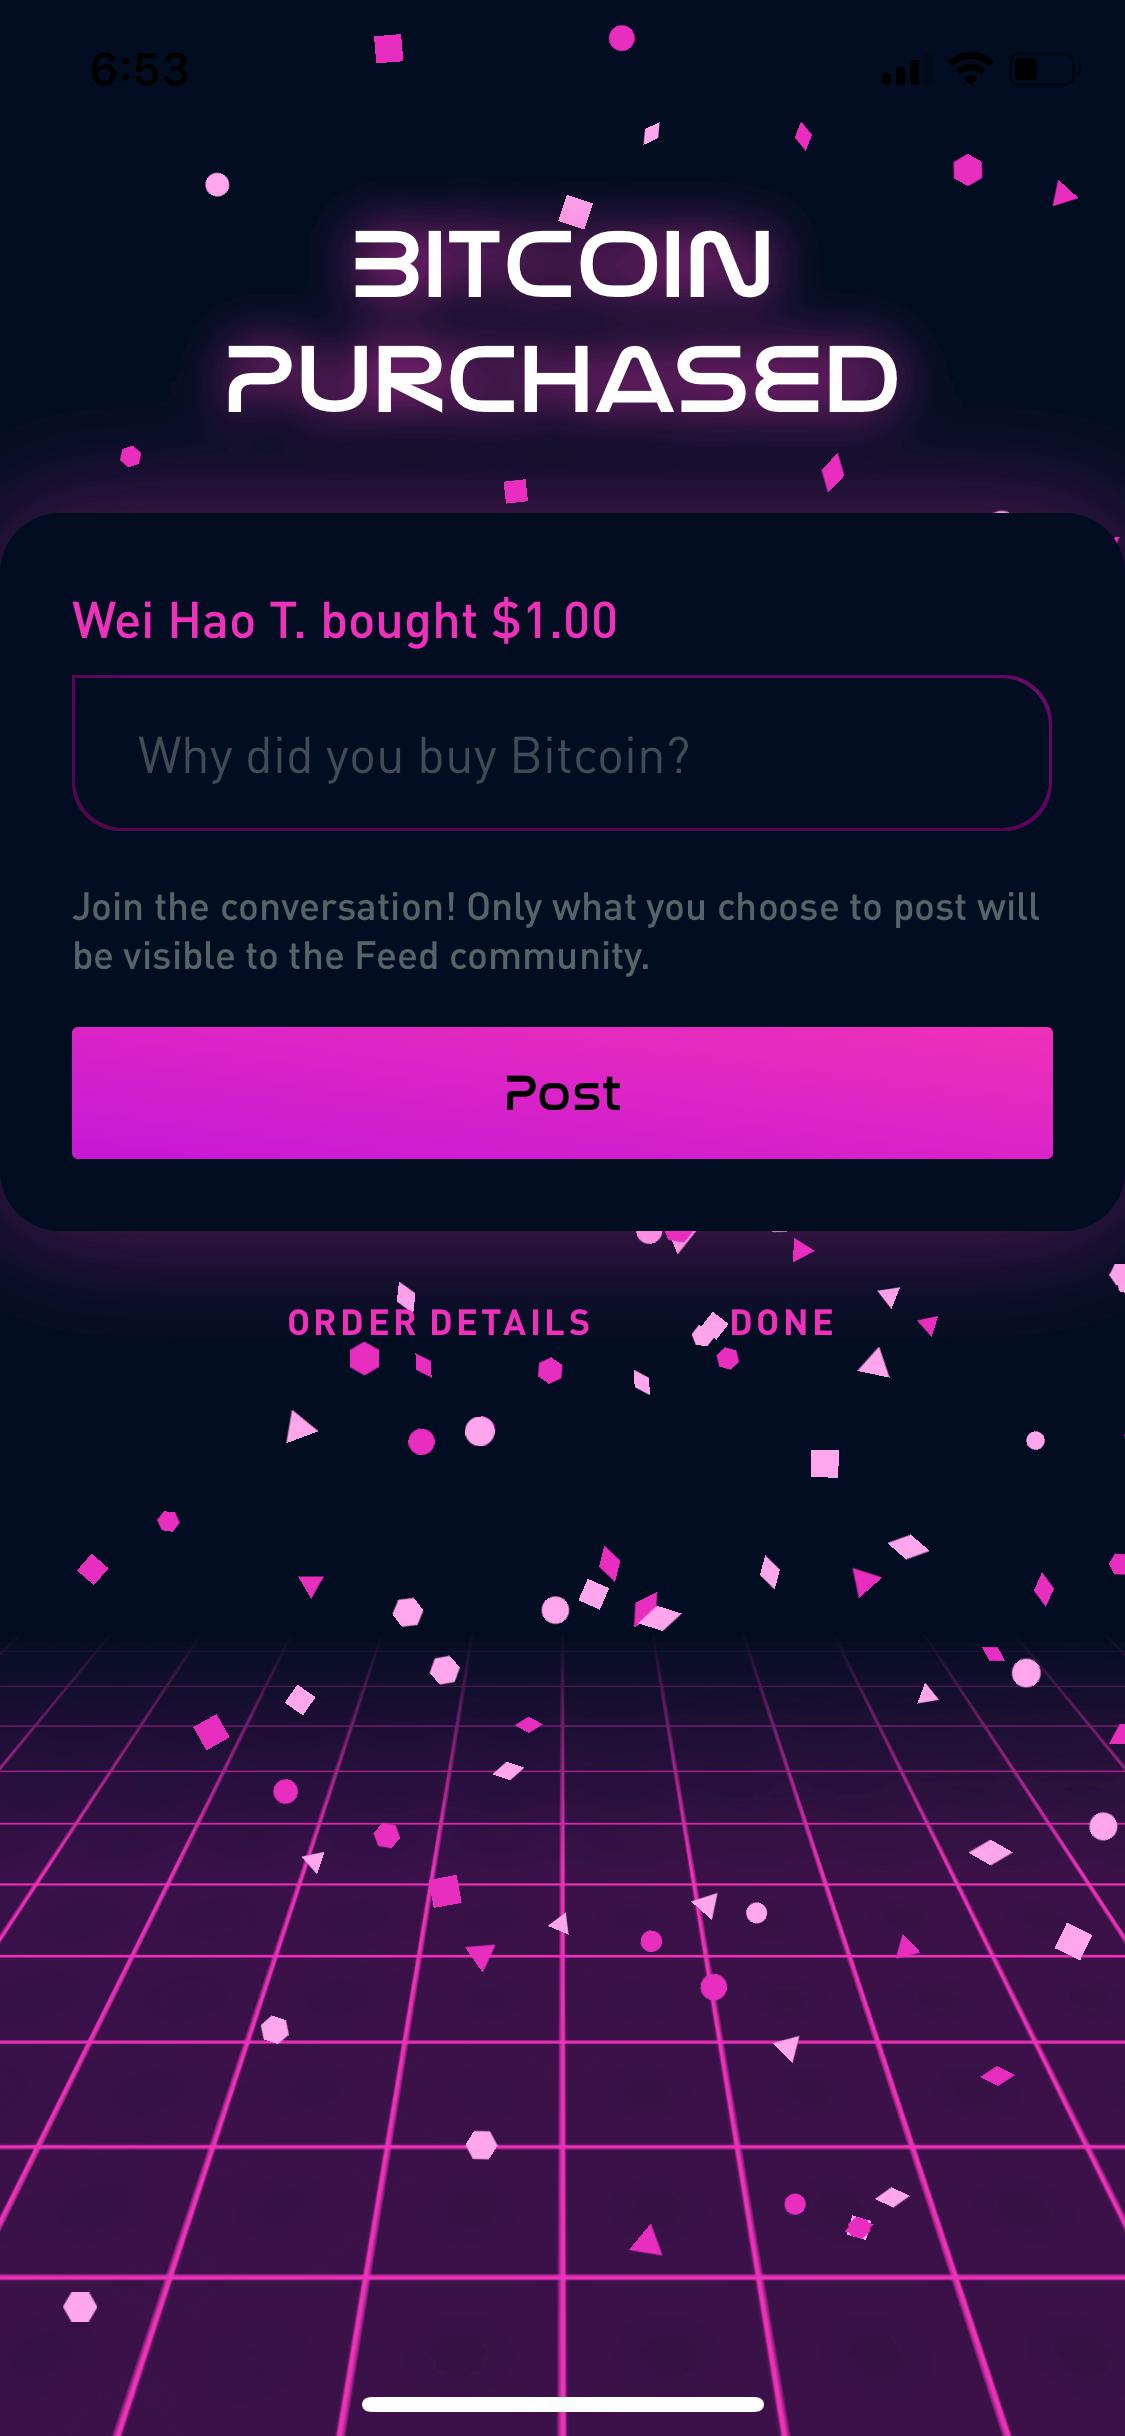 6:53
BITCOIN
PURCHASED
Wei Hao T. bought $1.00
Why did you buy Bitcoin?
Join the conversation! Only what you choose to post will
be visible to the Feed community.
Post
ORDER DETAILS DONE